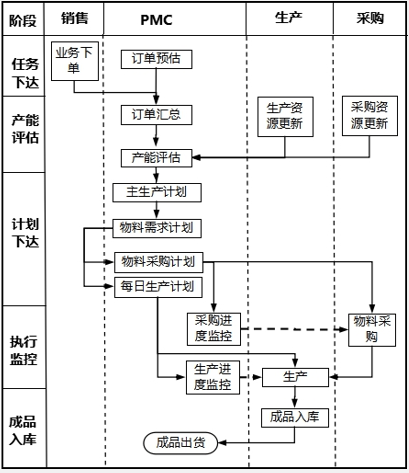 阶段 销售 PMC 生产 采购
任务
下达
业务下
单
订单预估
产能
评估
订单汇总
生产资
源更新
采购资
源更新
产能评估
计划
下达
主生产计划
物料需求计划
物料采购计划
每日生产计划
执行
监控
采购进
度监控
物料采
购
生产进
度监控
生产
成品
入库
成品入库
成品出货